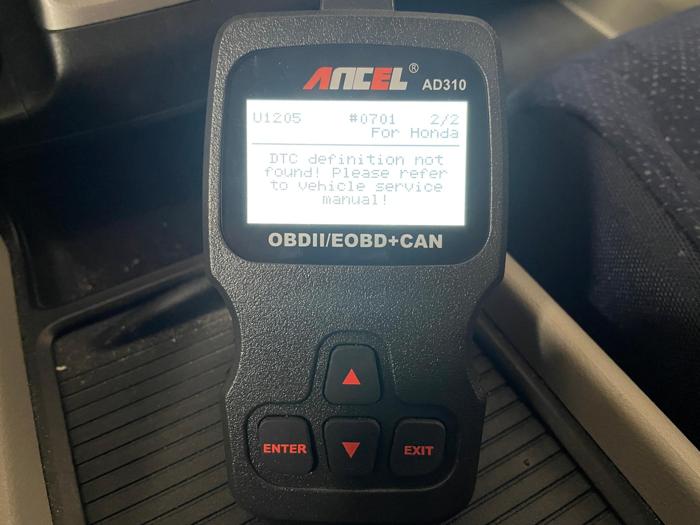 ANCEL® AD310
U1205 #0701 2/2
For Honda
DTC definition not
found! Please refer
to vehicle service
manual!
OBDII/EOBD+CAN
▲
ENTER ▼ EXIT